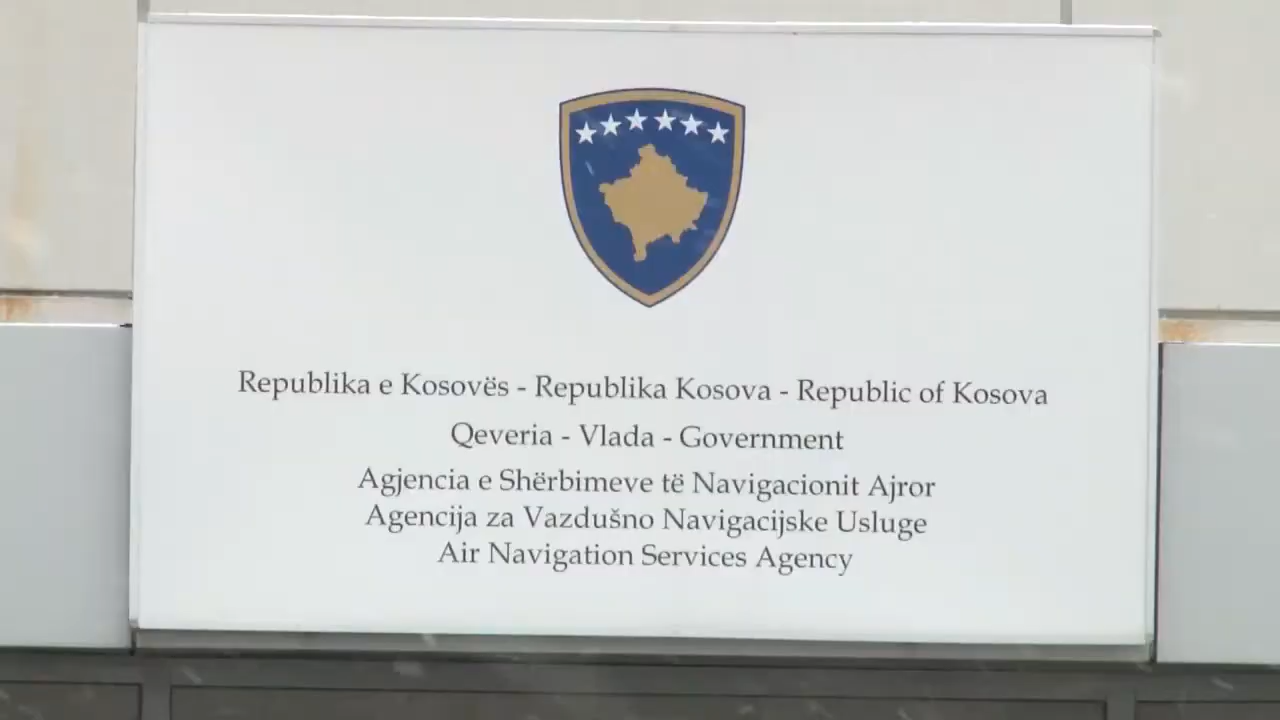 Republika e Kosovës - Republika Kosova - Republic of Kosova
Qeveria - Vlada - Government
Agjencia e Shërbimeve të Navigacionit Ajror
Agencija za Vazdušno Navigacijske Usluge
Air Navigation Services Agency